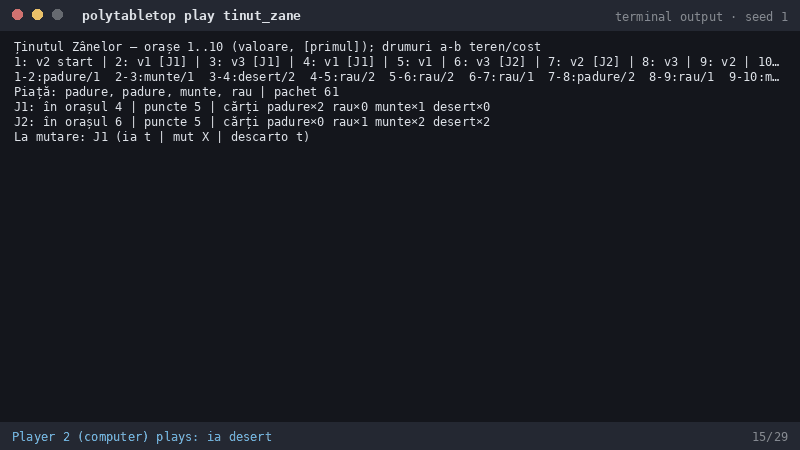 polytabletop play tinut_zane
terminal output · seed 1
Ținutul Zânelor — orașe 1..10 (valoare, [primul]); drumuri a-b teren/cost
1: v2 start | 2: v1 [J1] | 3: v3 [J1] | 4: v1 [J1] | 5: v1 | 6: v3 [J2] | 7: v2 [J2] | 8: v3 | 9: v2 | 10…
1-2:padure/1  2-3:munte/1  3-4:desert/2  4-5:rau/2  5-6:rau/2  6-7:rau/1  7-8:padure/2  8-9:rau/1  9-10:m…
Piață: padure, padure, munte, rau | pachet 61
J1: în orașul 4 | puncte 5 | cărți padure×2 rau×0 munte×1 desert×0
J2: în orașul 6 | puncte 5 | cărți padure×0 rau×1 munte×2 desert×2
La mutare: J1 (ia t | mut X | descarto t)
Player 2 (computer) plays: ia desert
15/29